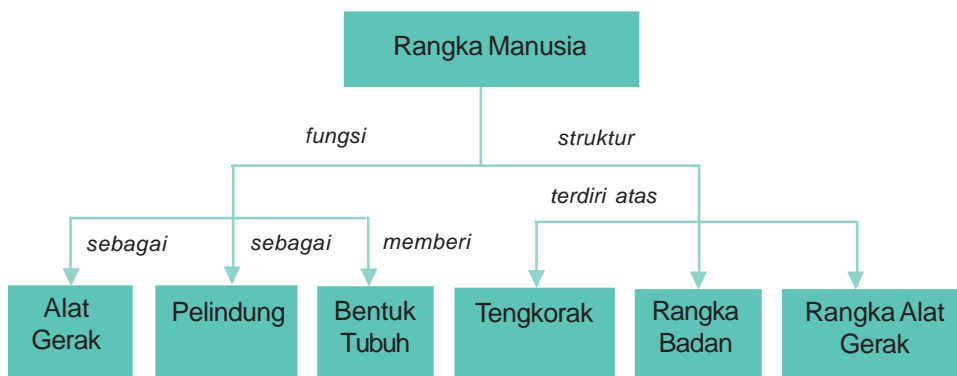 Rangka Manusia
fungsi
struktur
terdiri atas
sebagai
sebagai
memberi
Alat
Gerak
Pelindung
Bentuk
Tubuh
Tengkorak
Rangka
Badan
Rangka Alat
Gerak